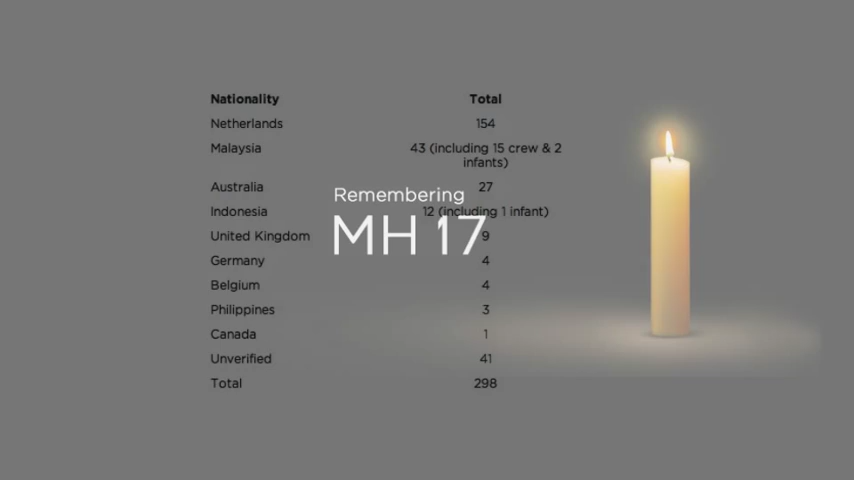 Nationality Total
Netherlands 154
Malaysia 43 (including 15 crew & 2
infants)
Australia 27
Remembering
Indonesia 12 (including 1 infant)
MH 17
United Kingdom 9
Germany 4
Belgium 4
Philippines 3
Canada 1
Unverified 41
Total 298